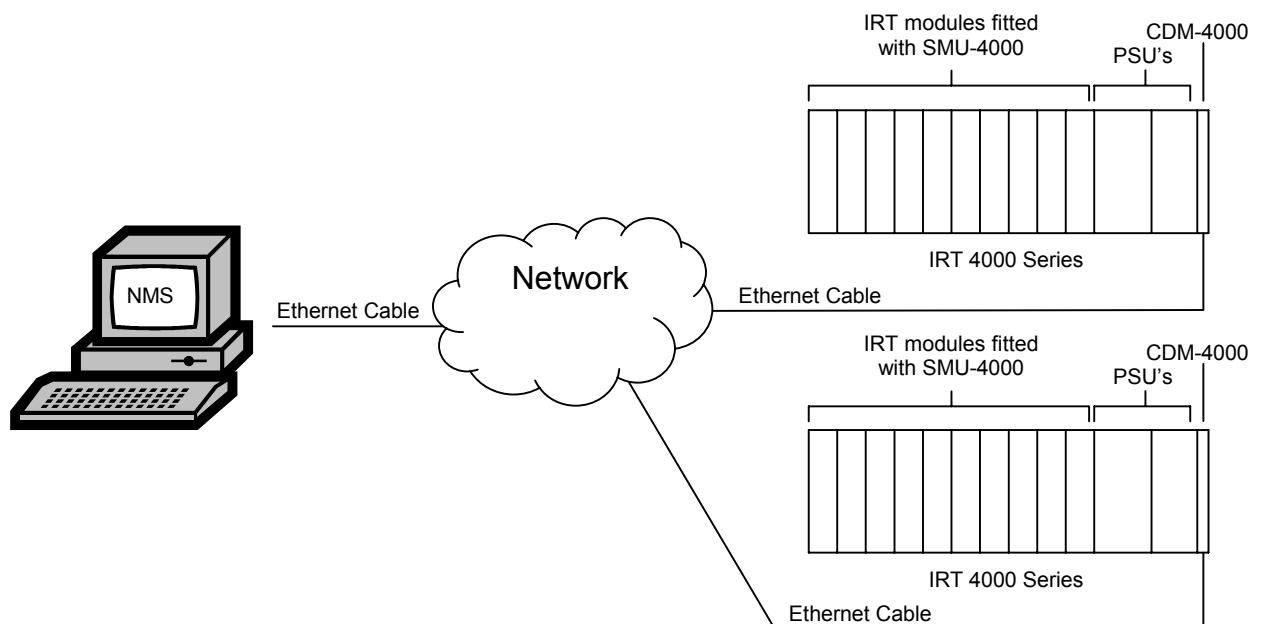 IRT modules fitted
with SMU-4000
CDM-4000
PSU's
IRT 4000 Series
NMS
Ethernet Cable
Network
Ethernet Cable
IRT modules fitted
with SMU-4000
CDM-4000
PSU's
IRT 4000 Series
Ethernet Cable